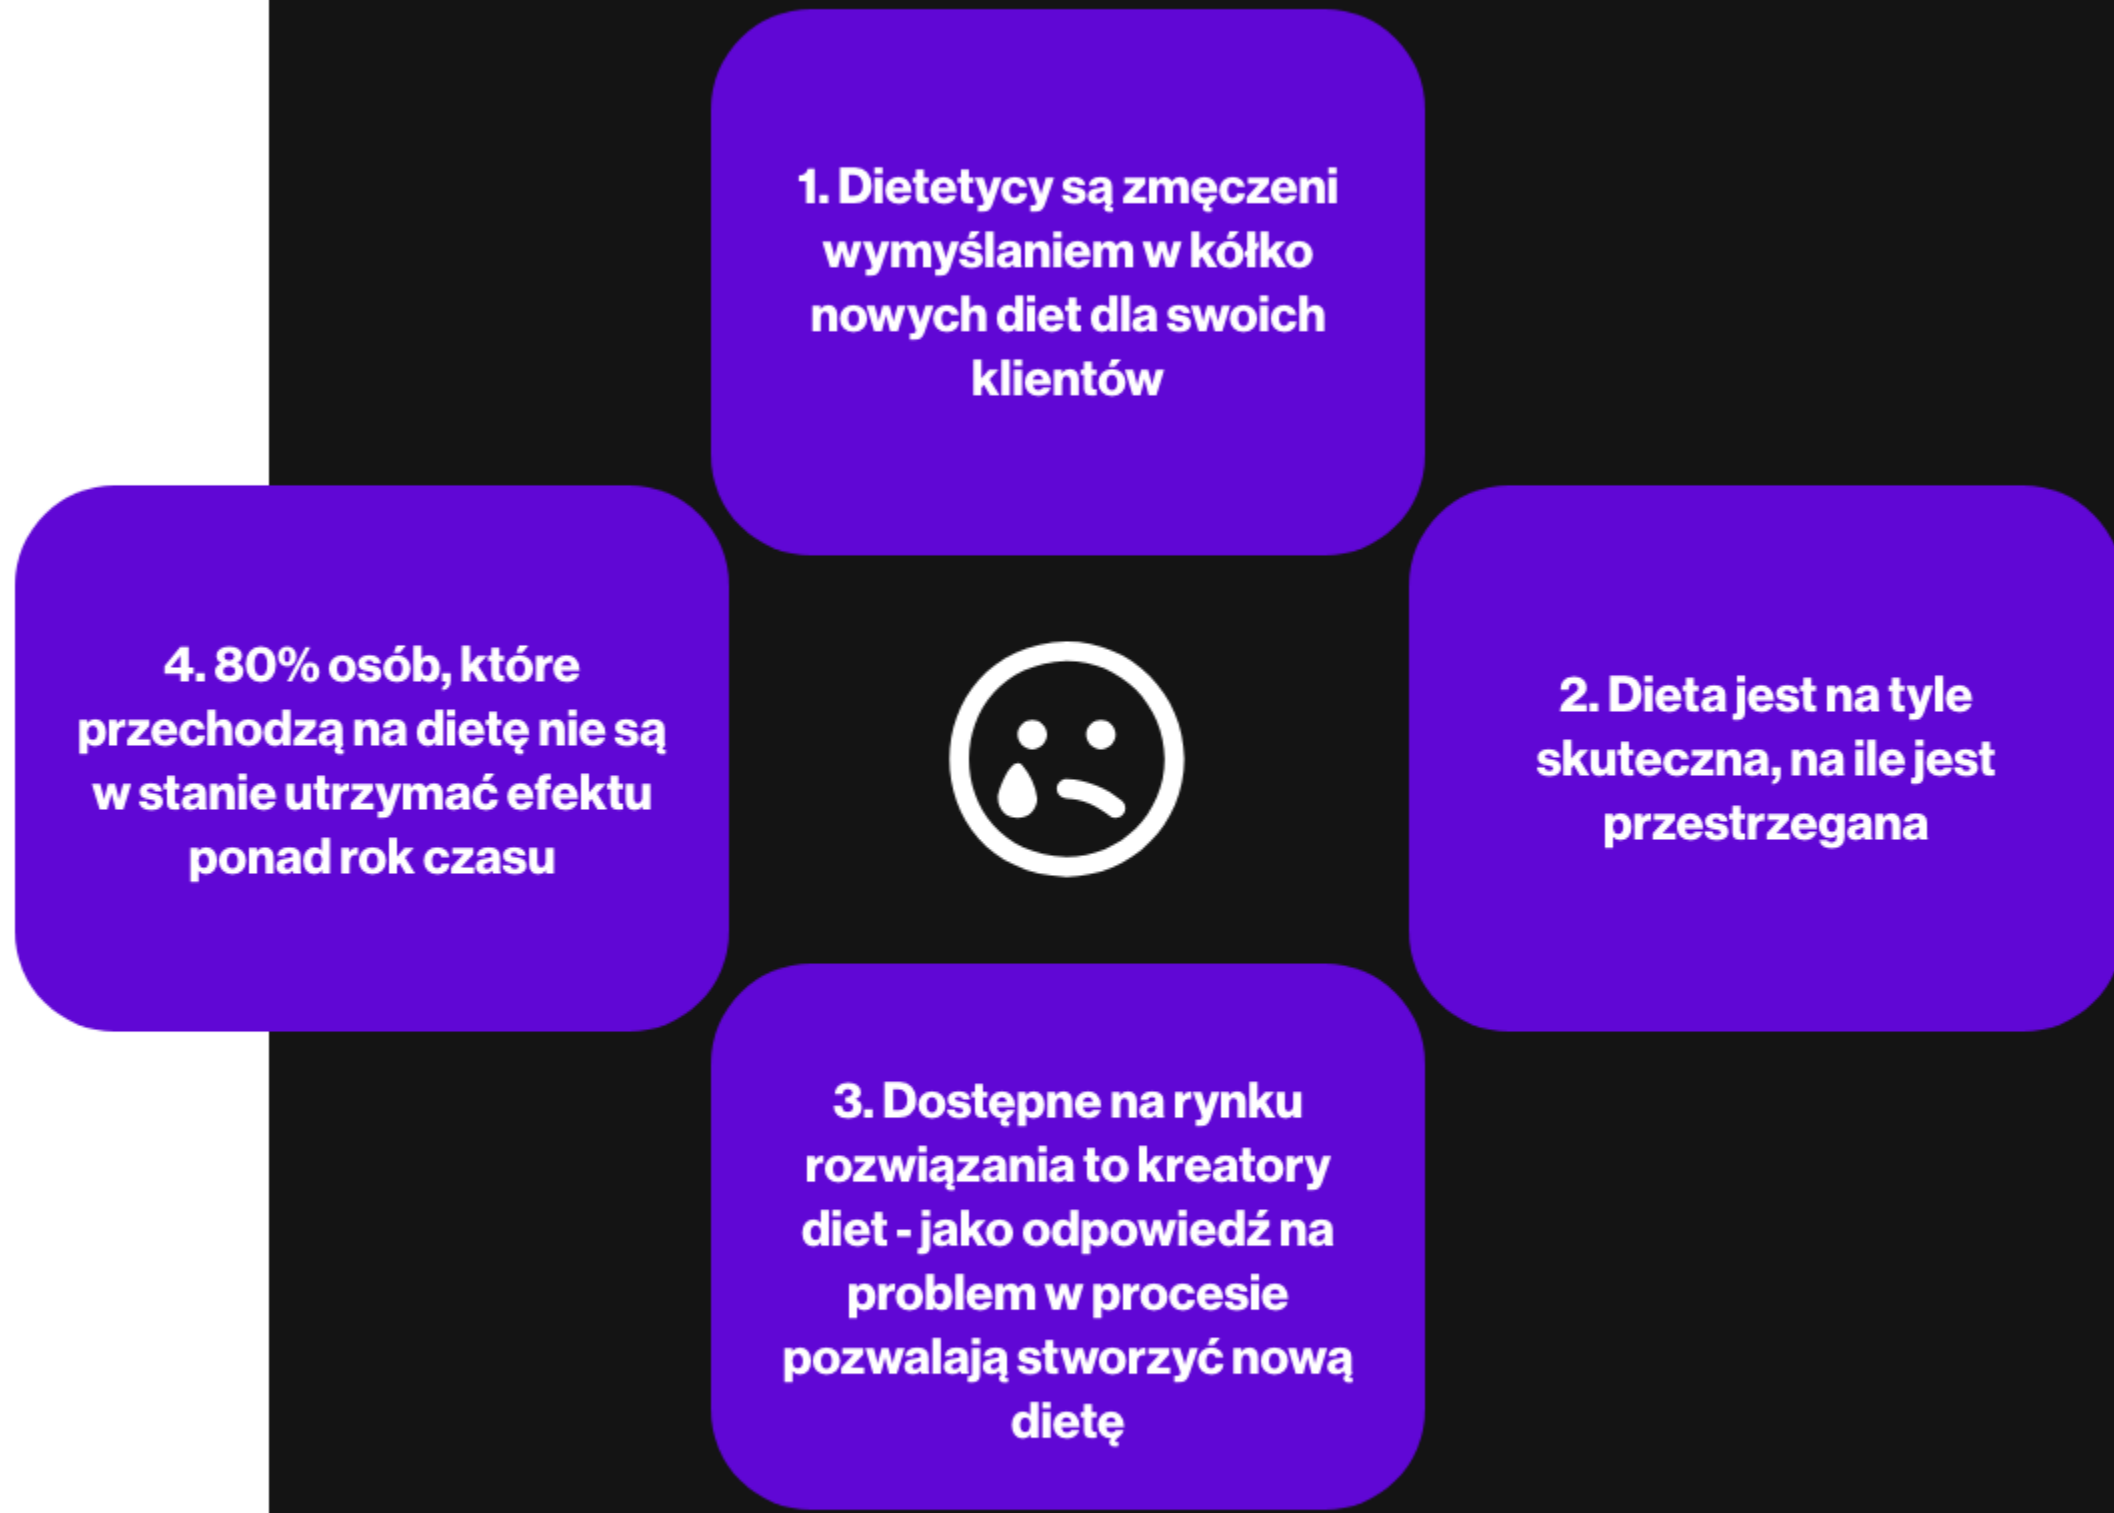 1. Dietetycy są zmęczeni
wymyślaniem w kółko
nowych diet dla swoich
klientów
2. Dieta jest na tyle
skuteczna, na ile jest
przestrzegana
3. Dostępne na rynku
rozwiązania to kreatory
diet - jako odpowiedź na
problem w procesie
pozwalają stworzyć nową
dietę
4. 80% osób, które
przechodzą na dietę nie są
w stanie utrzymać efektu
ponad rok czasu